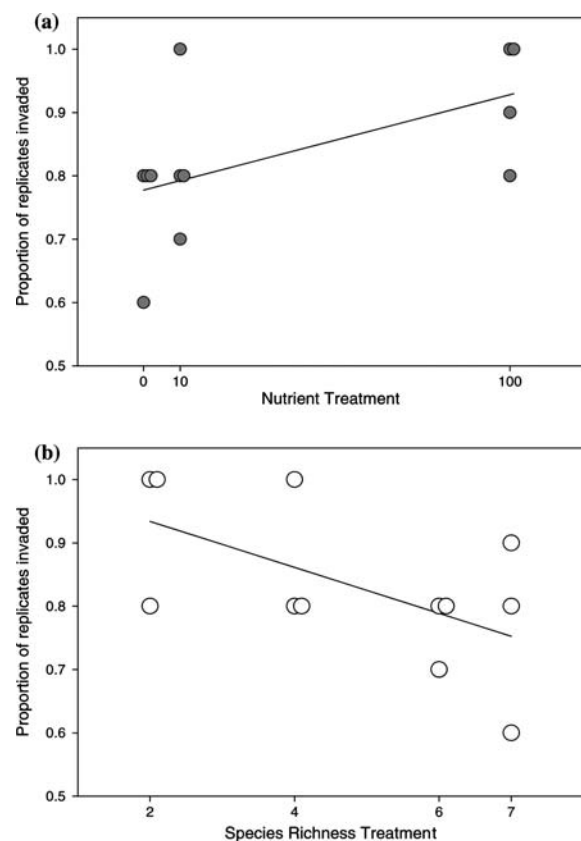 (a)
1.0
0.9
0.8
0.7
0.6
0.5
Proportion of replicates invaded
0 10 100
Nutrient Treatment
(b)
1.0
0.9
0.8
0.7
0.6
0.5
Proportion of replicates invaded
2 4 6 7
Species Richness Treatment